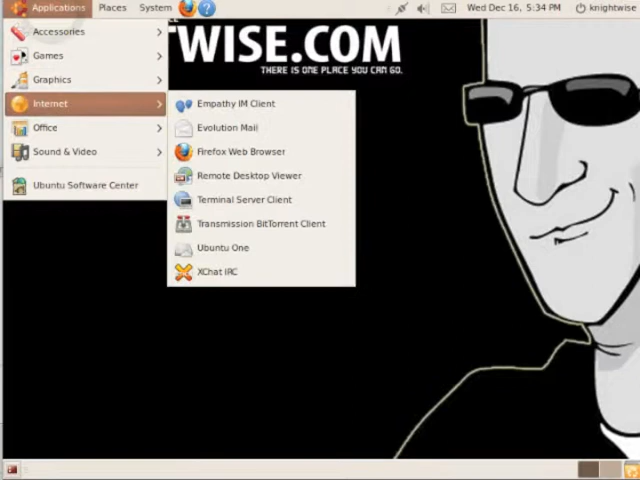 Applications Places System Wed Dec 16, 5:34 PM knightwise
TWISE.COM
THERE IS ONE PLACE YOU CAN GO.
Accessories
Games
Graphics
Internet
Office
Sound & Video
Ubuntu Software Center
Empathy IM Client
Evolution Mail
Firefox Web Browser
Remote Desktop Viewer
Terminal Server Client
Transmission BitTorrent Client
Ubuntu One
XChat IRC